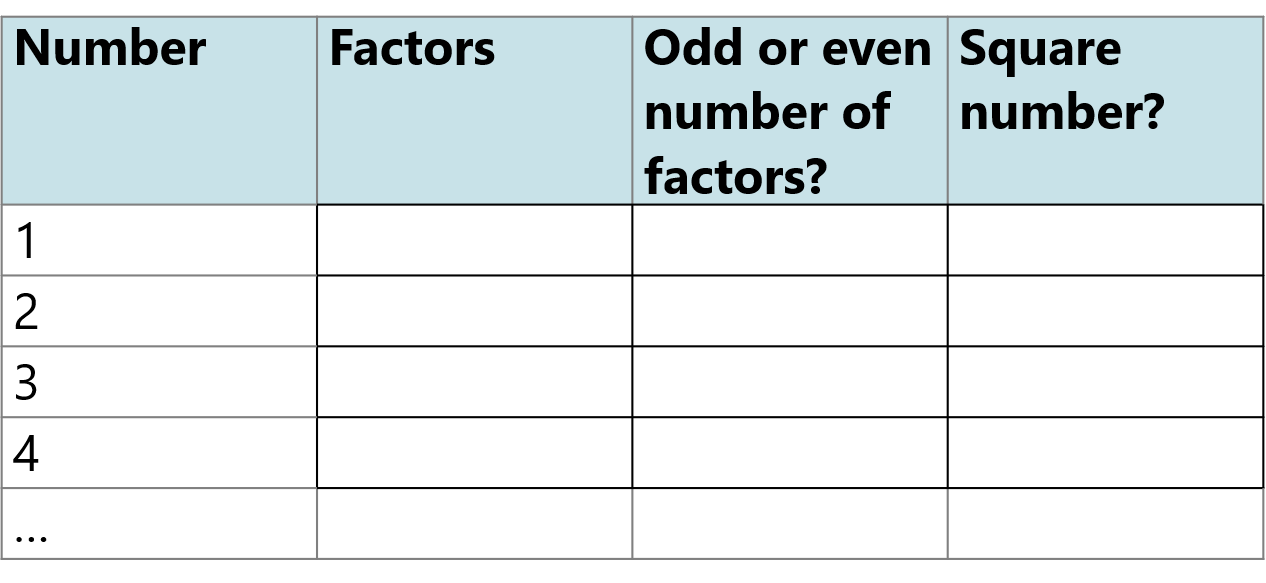 Number
Factors
Odd or even
number of
factors?
Square
number?
1
2
3
4
...